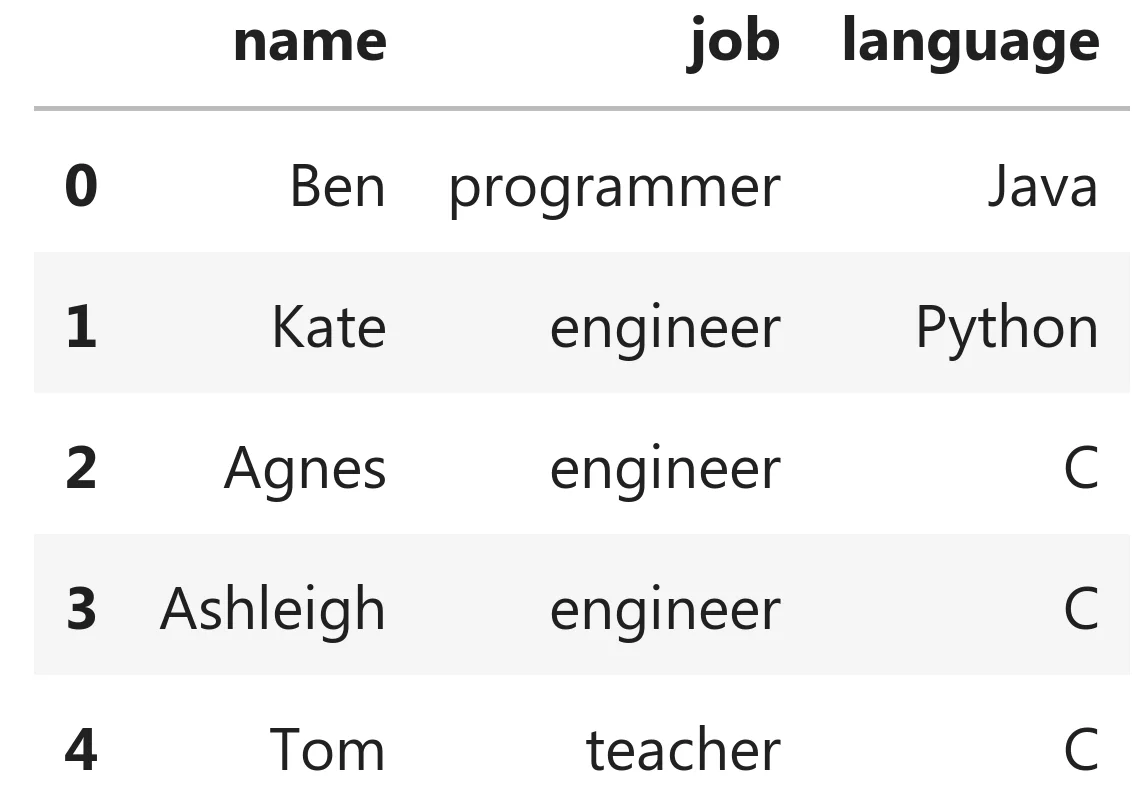 name job language
0 Ben programmer Java
1 Kate engineer Python
2 Agnes engineer C
3 Ashleigh engineer C
4 Tom teacher C